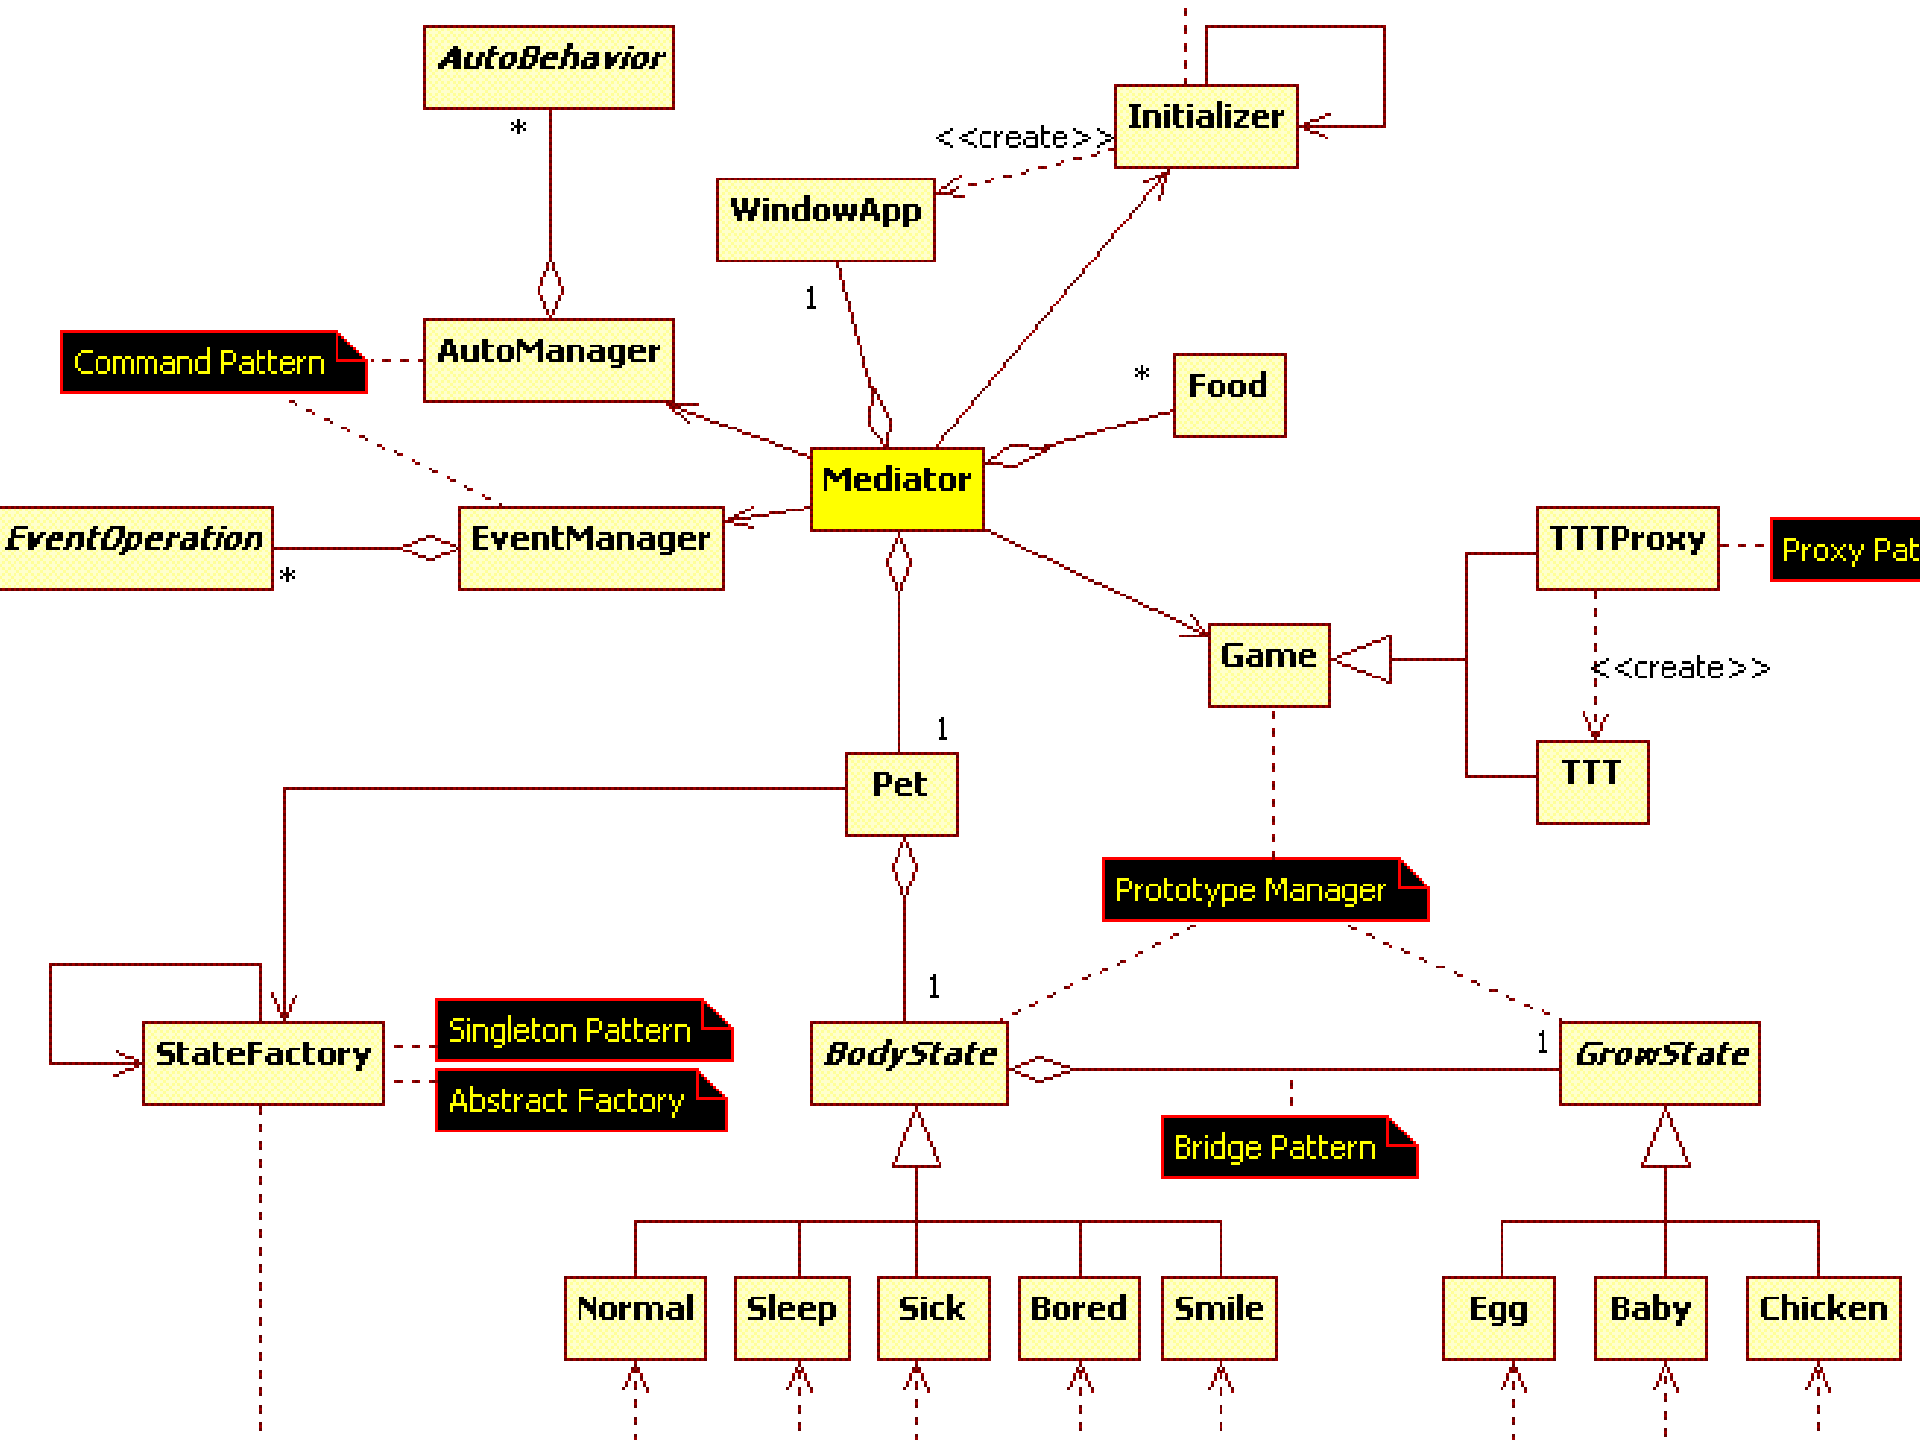 AutoBehavior
*
Initializer
<<create>>
WindowApp
1
Command Pattern
AutoManager
*
Food
Mediator
EventOperation
*
EventManager
TTTProxy
Proxy Pat
Game
<<create>>
1
Pet
TTT
Prototype Manager
1
StateFactory
Singleton Pattern
Abstract Factory
BodyState
1
GrowState
Bridge Pattern
Normal
Sleep
Sick
Bored
Smile
Egg
Baby
Chicken